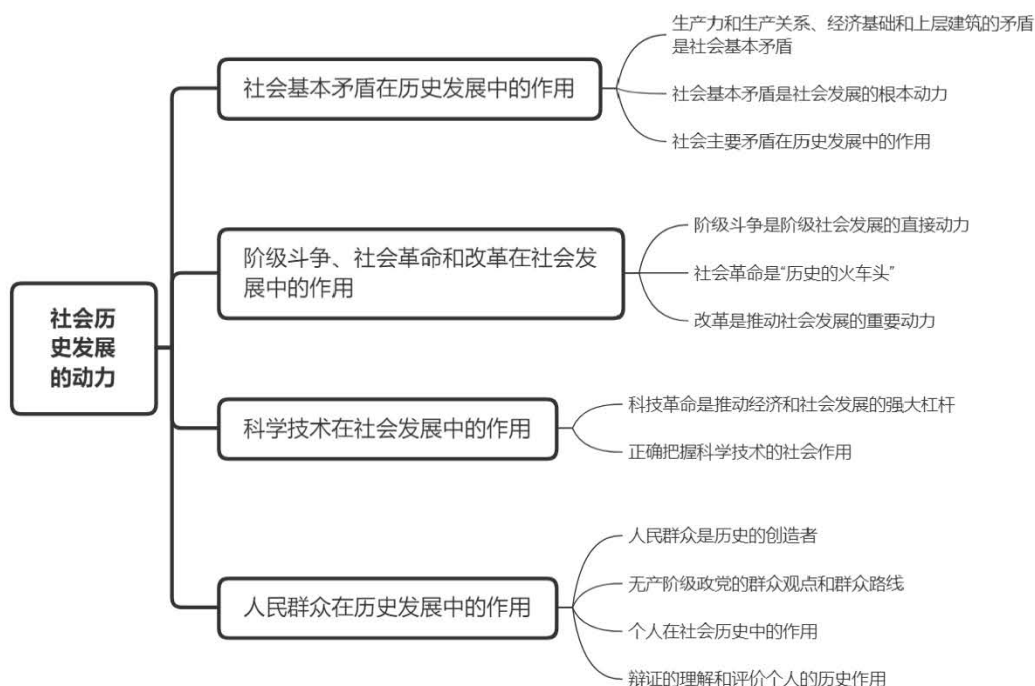 社会历
史发展
的动力
社会基本矛盾在历史发展中的作用
生产力和生产关系、经济基础和上层建筑的矛盾
是社会基本矛盾
社会基本矛盾是社会发展的根本动力
社会主要矛盾在历史发展中的作用
阶级斗争、社会革命和改革在社会发
展中的作用
阶级斗争是阶级社会发展的直接动力
社会革命是“历史的火车头”
改革是推动社会发展的重要动力
科学技术在社会发展中的作用
科技革命是推动经济和社会发展的强大杠杆
正确把握科学技术的社会作用
人民群众在历史发展中的作用
人民群众是历史的创造者
无产阶级政党的群众观点和群众路线
个人在社会历史中的作用
辩证的理解和评价个人的历史作用